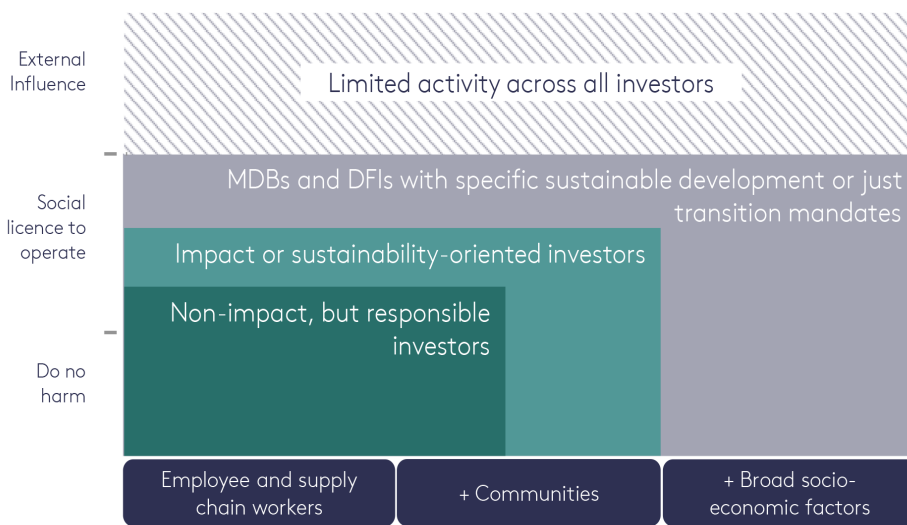 External
Influence
Limited activity across all investors
MDBs and DFIs with specific sustainable development or just
transition mandates
Social
licence to
operate
Impact or sustainability-oriented investors
Non-impact, but responsible
investors
Do no
harm
Employee and supply
chain workers
+ Communities
+ Broad socio-
economic factors